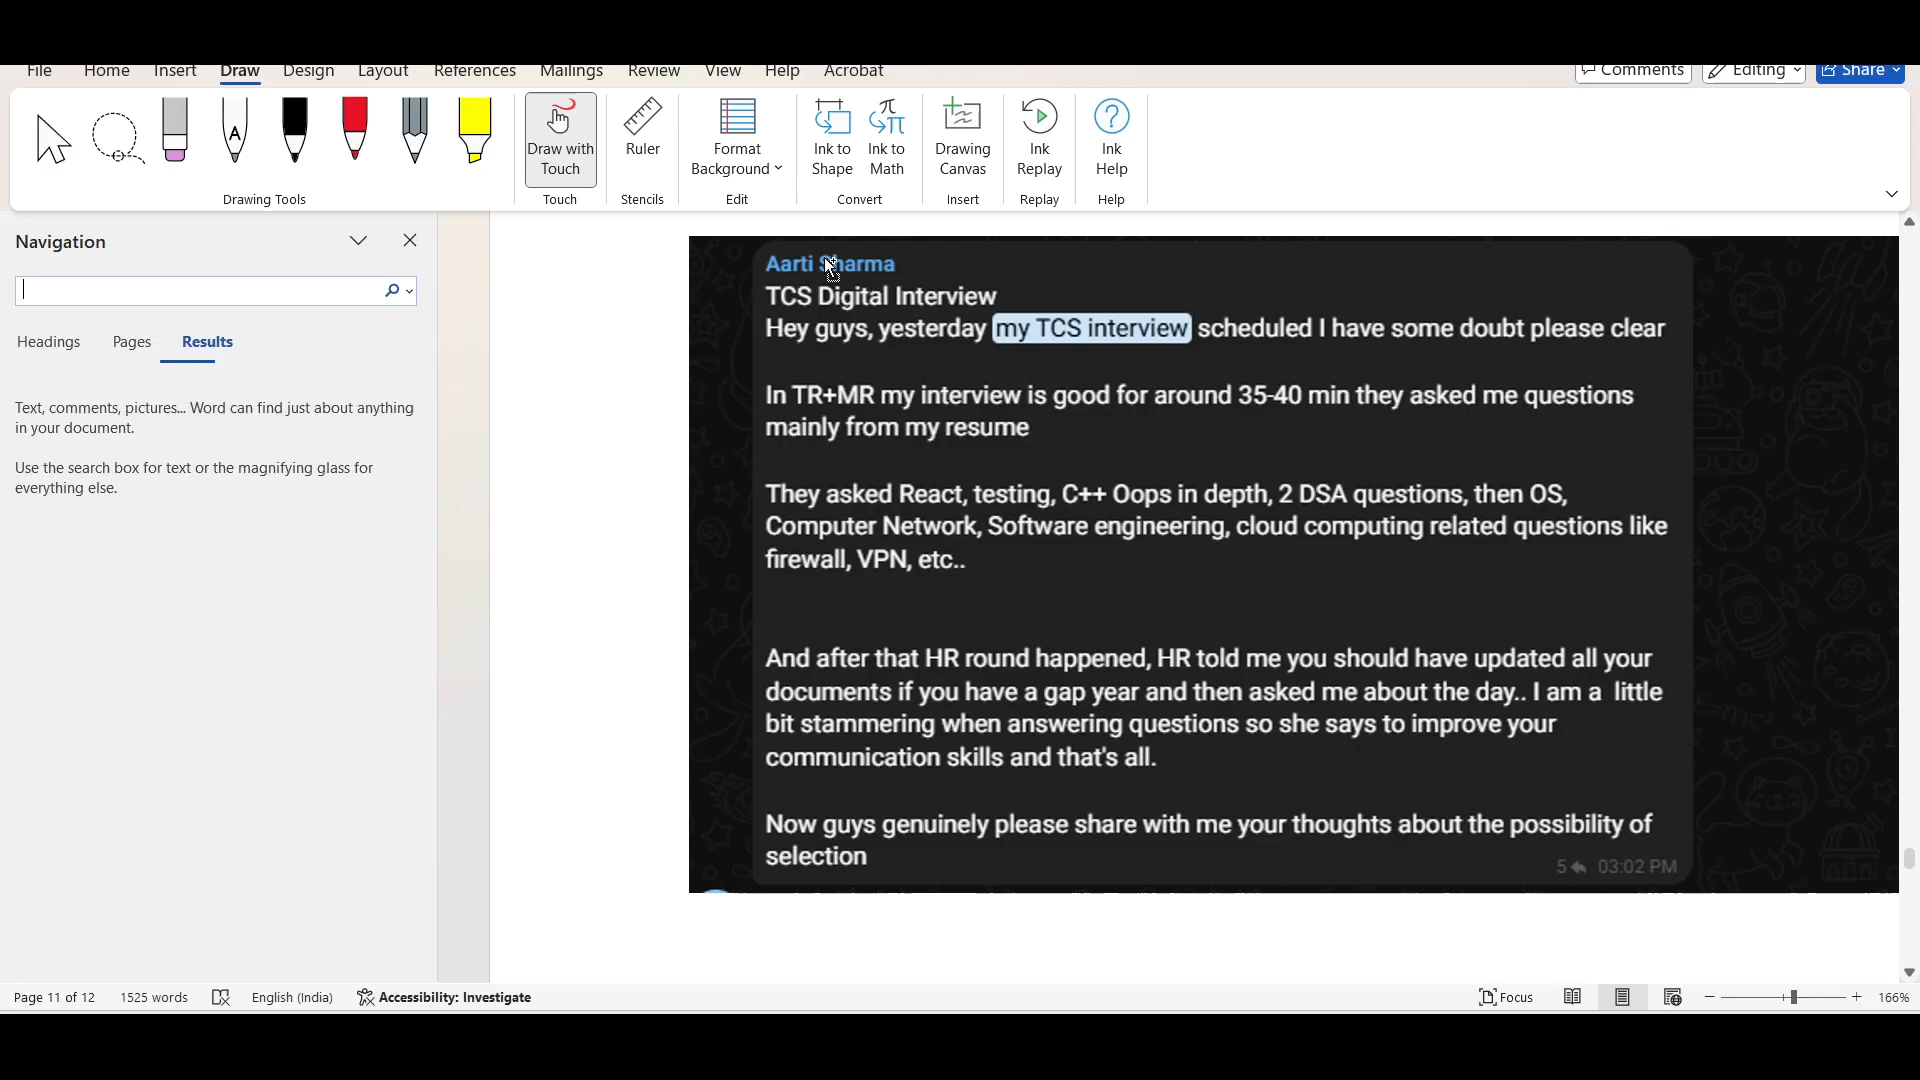 File Home Insert Draw Design Layout References Mailings Review View Help Acrobat Comments Editing Share
A
Draw with Touch
Ruler
Format Background
Ink to Shape
Ink to Math
Drawing Canvas
Ink Replay
Ink Help
Drawing Tools Touch Stencils Edit Convert Insert Replay Help
Navigation
Headings Pages Results
Text, comments, pictures... Word can find just about anything
in your document.
Use the search box for text or the magnifying glass for
everything else.
Aarti Sharma
TCS Digital Interview
Hey guys, yesterday my TCS interview scheduled I have some doubt please clear
In TR+MR my interview is good for around 35-40 min they asked me questions
mainly from my resume
They asked React, testing, C++ Oops in depth, 2 DSA questions, then OS,
Computer Network, Software engineering, cloud computing related questions like
firewall, VPN, etc..
And after that HR round happened, HR told me you should have updated all your
documents if you have a gap year and then asked me about the day.. I am a little
bit stammering when answering questions so she says to improve your
communication skills and that's all.
Now guys genuinely please share with me your thoughts about the possibility of
selection
5 03:02 PM
Page 11 of 12 1525 words English (India) Accessibility: Investigate Focus 166%